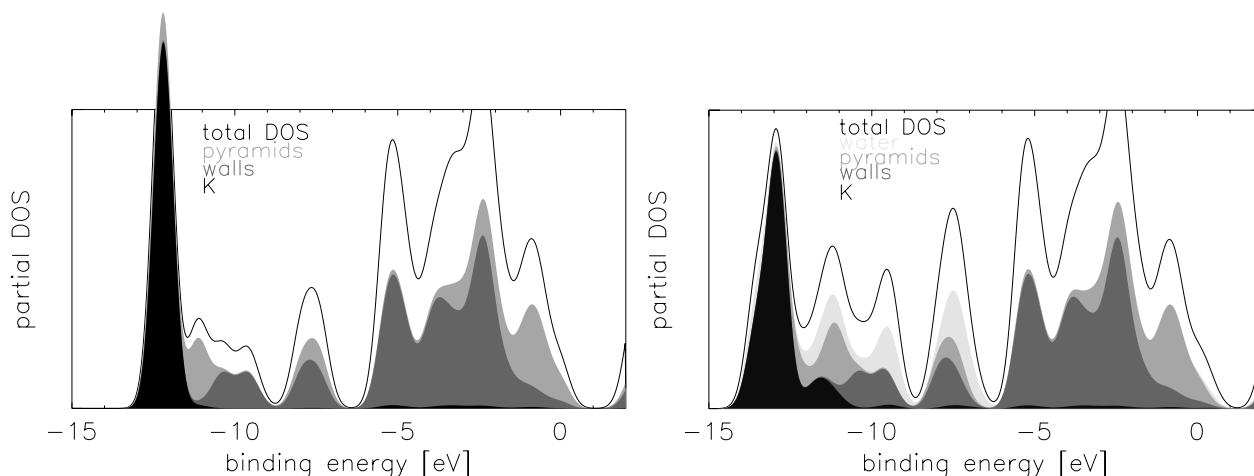 total DOS
pyramids
walls
K
partial DOS
-15
-10
-5
0
binding energy [eV]
total DOS
water
pyramids
walls
K
partial DOS
-15
-10
-5
0
binding energy [eV]